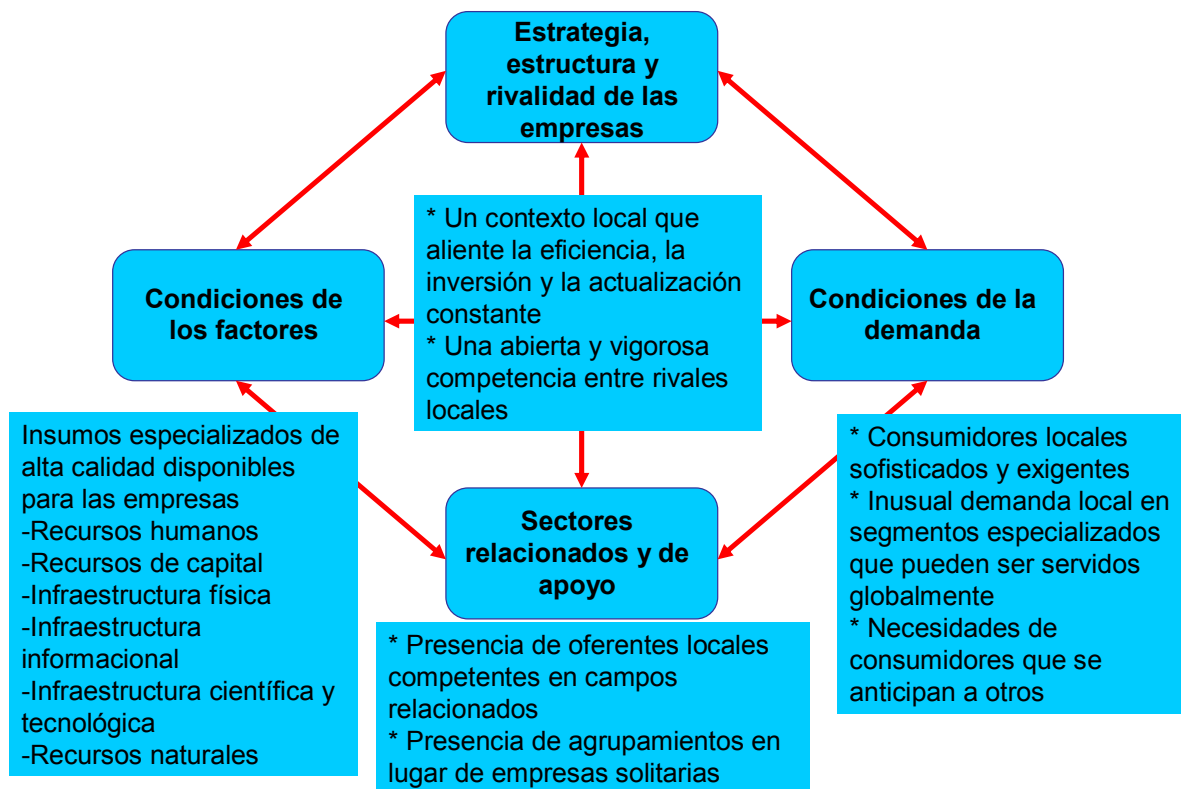 Estrategia,
estructura y
rivalidad de las
empresas
* Un contexto local que
aliente la eficiencia, la
inversión y la actualización
constante
* Una abierta y vigorosa
competencia entre rivales
locales
Condiciones de
los factores
Condiciones de la
demanda
Insumos especializados de
alta calidad disponibles
para las empresas
-Recursos humanos
-Recursos de capital
-Infraestructura física
-Infraestructura
informacional
-Infraestructura científica y
tecnológica
-Recursos naturales
Sectores
relacionados y de
apoyo
* Presencia de oferentes locales
competentes en campos
relacionados
* Presencia de agrupamientos en
lugar de empresas solitarias
* Consumidores locales
sofisticados y exigentes
* Inusual demanda local en
segmentos especializados
que pueden ser servidos
globalmente
* Necesidades de
consumidores que se
anticipan a otros